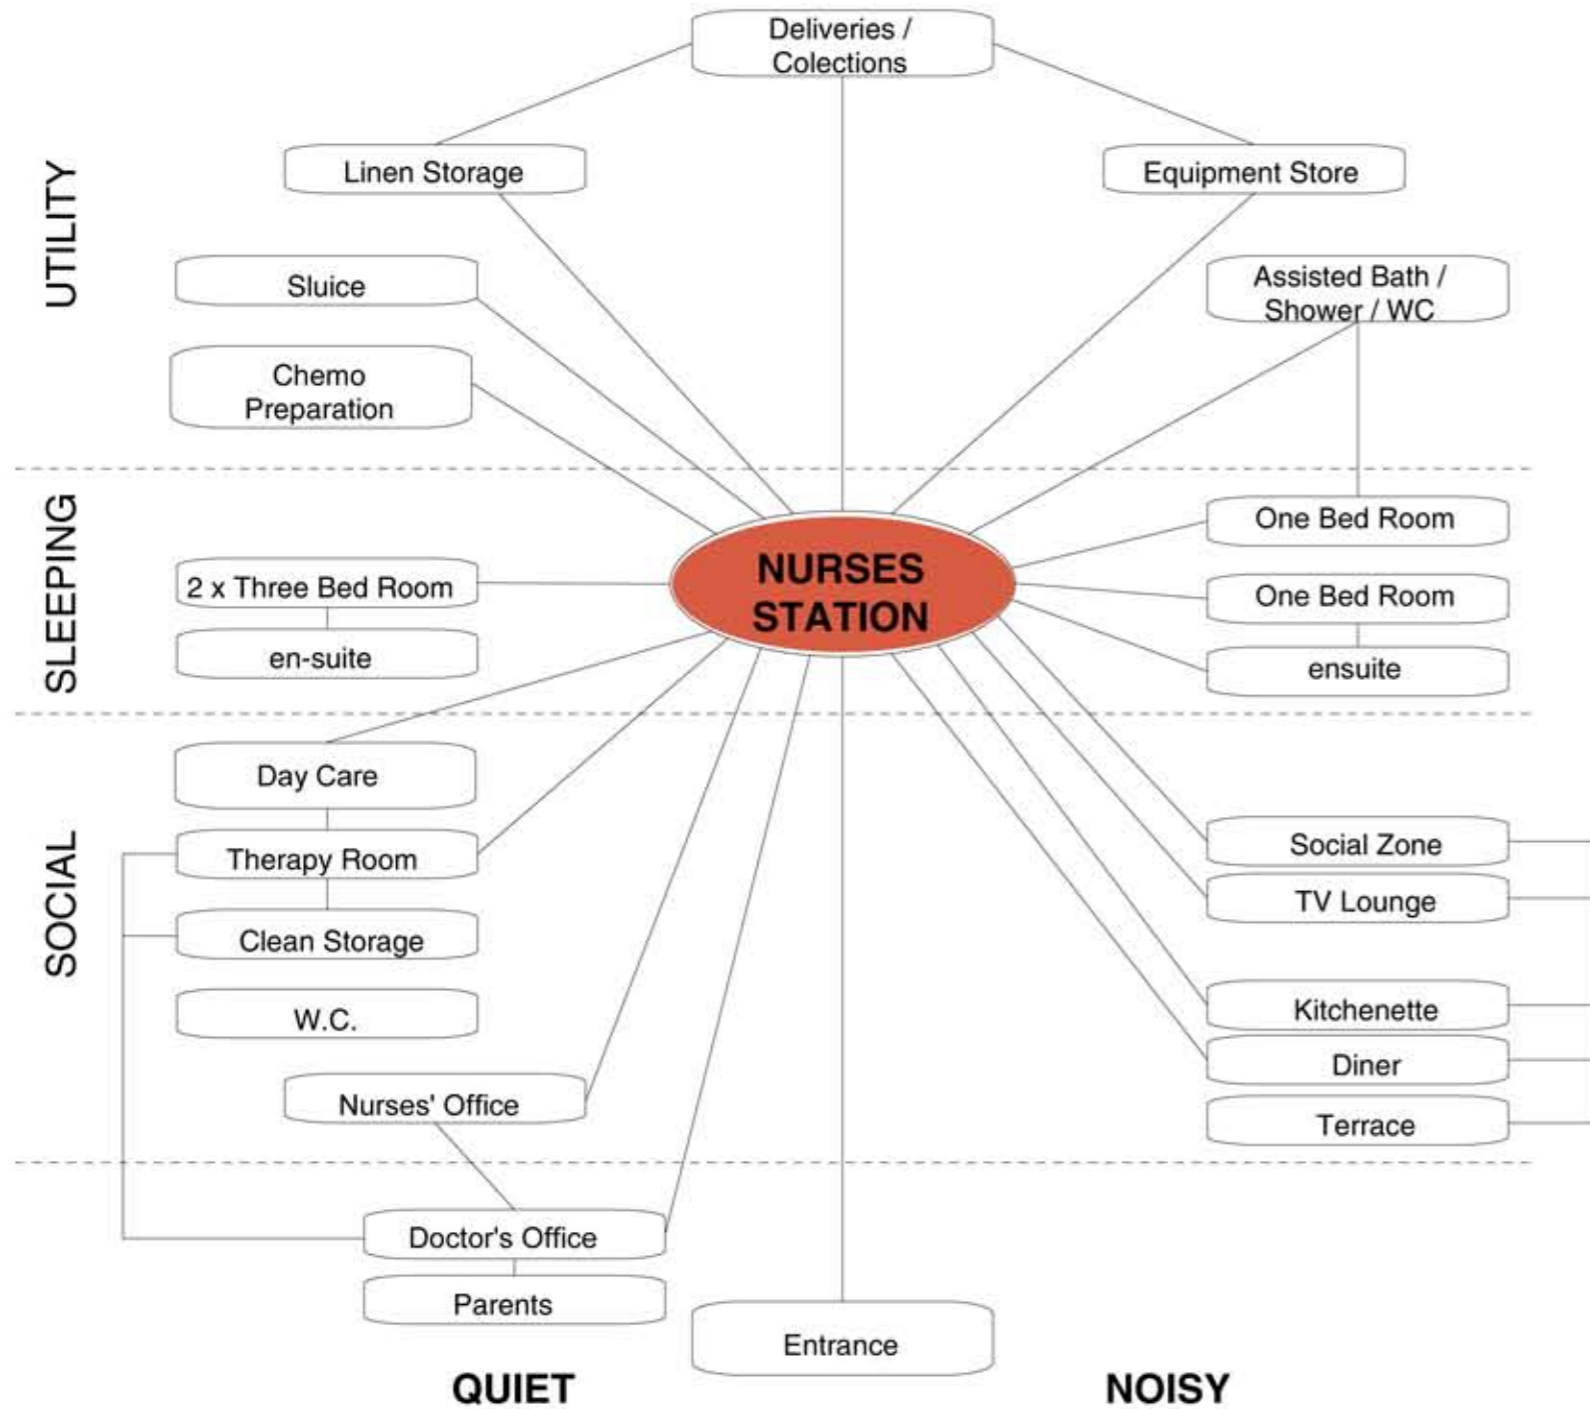 Deliveries /
Colections
UTILITY
Linen Storage
Equipment Store
Sluice
Assisted Bath /
Shower / WC
Chemo
Preparation
SLEEPING
One Bed Room
NURSES
STATION
2 x Three Bed Room
One Bed Room
en-suite
ensuite
SOCIAL
Day Care
Therapy Room
Clean Storage
W.C.
Nurses' Office
Social Zone
TV Lounge
Kitchenette
Diner
Terrace
Doctor's Office
Parents
Entrance
QUIET
NOISY